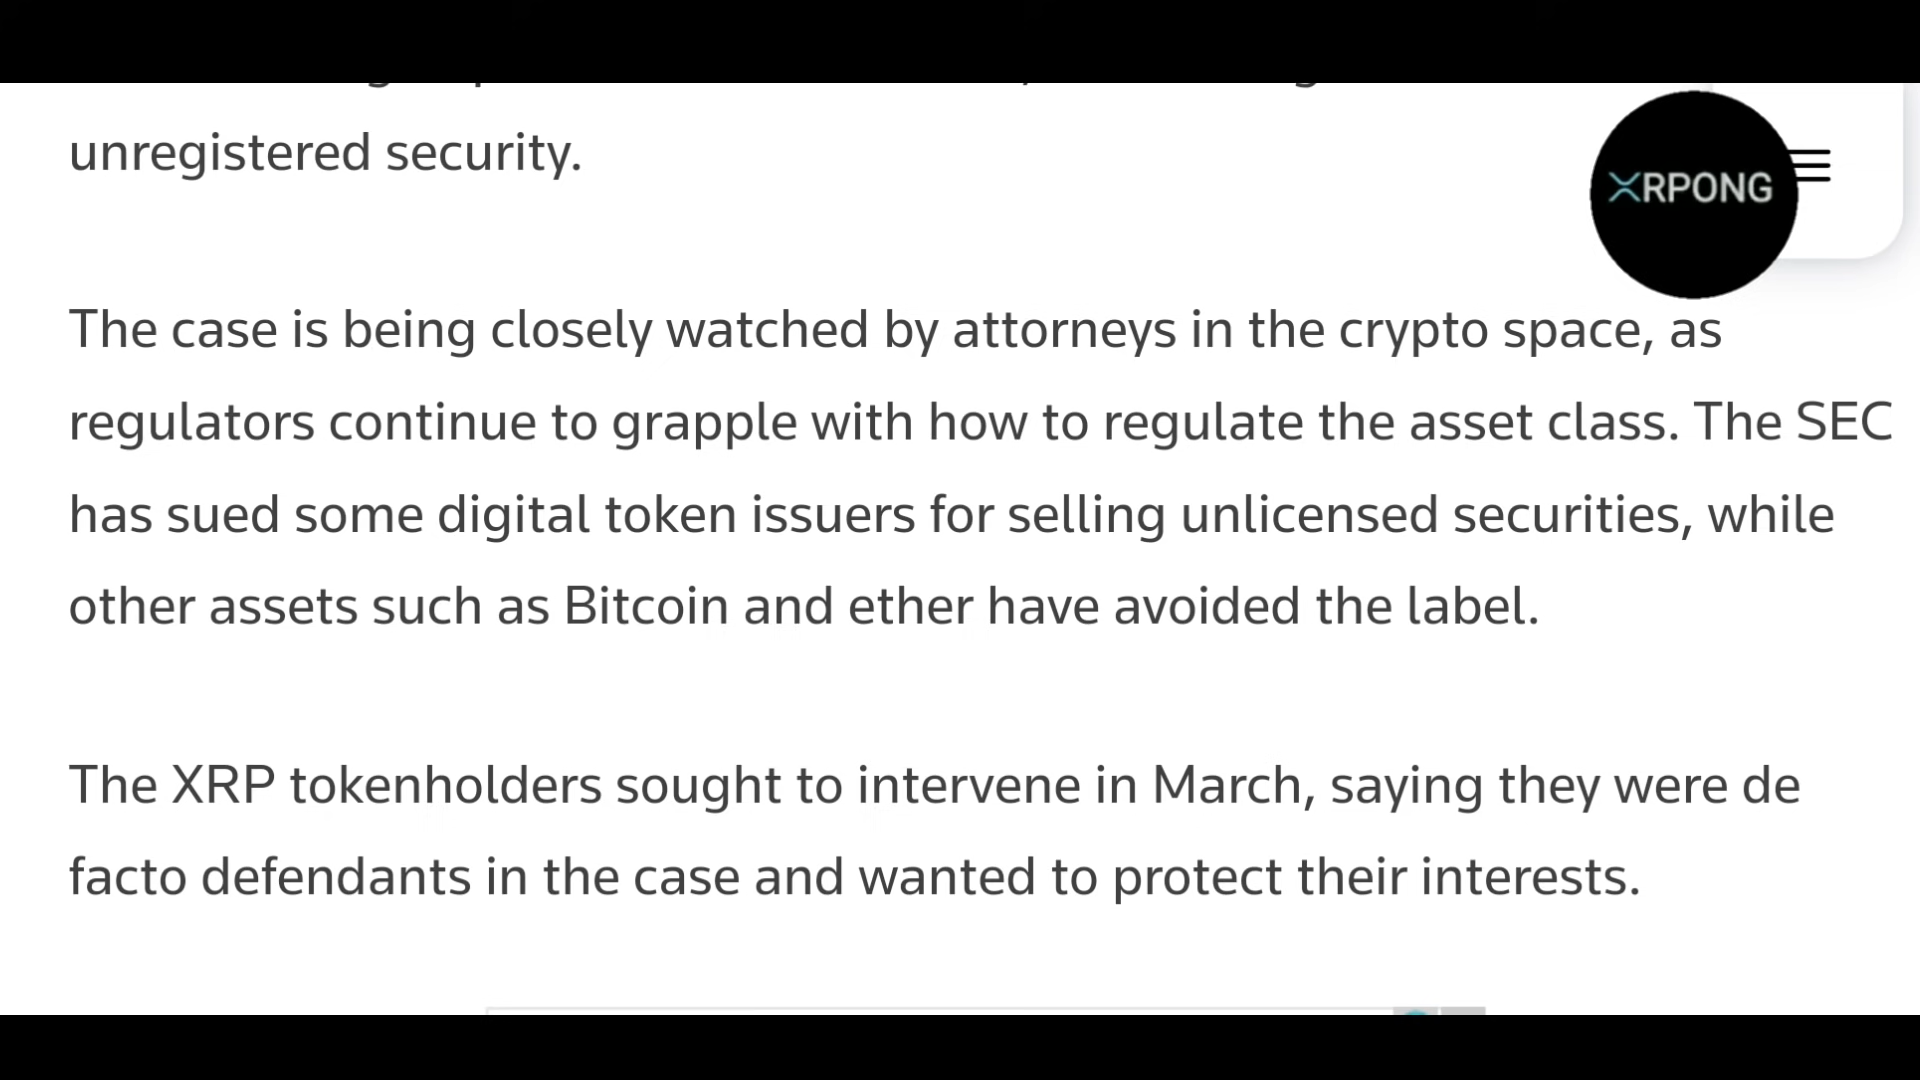 unregistered security.
XRPONG
The case is being closely watched by attorneys in the crypto space, as
regulators continue to grapple with how to regulate the asset class. The SEC
has sued some digital token issuers for selling unlicensed securities, while
other assets such as Bitcoin and ether have avoided the label.
The XRP tokenholders sought to intervene in March, saying they were de
facto defendants in the case and wanted to protect their interests.